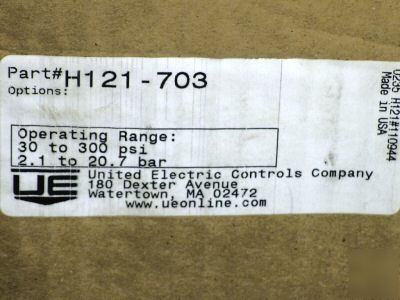 Part#H121-703
Options:
Operating Range:
30 to 300 psi
2.1 to 20.7 bar
UE
United Electric Controls Company
180 Dexter Avenue
Watertown, MA 02472
www.ueonline.com
0235 H121#110944
Made in
USA